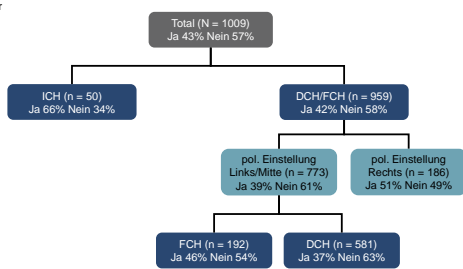 Total (N = 1009)
Ja 43% Nein 57%
ICH (n = 50)
Ja 66% Nein 34%
DCH/FCH (n = 959)
Ja 42% Nein 58%
pol. Einstellung
Links/Mitte (n = 773)
Ja 39% Nein 61%
pol. Einstellung
Rechts (n = 186)
Ja 51% Nein 49%
FCH (n = 192)
Ja 46% Nein 54%
DCH (n = 581)
Ja 37% Nein 63%